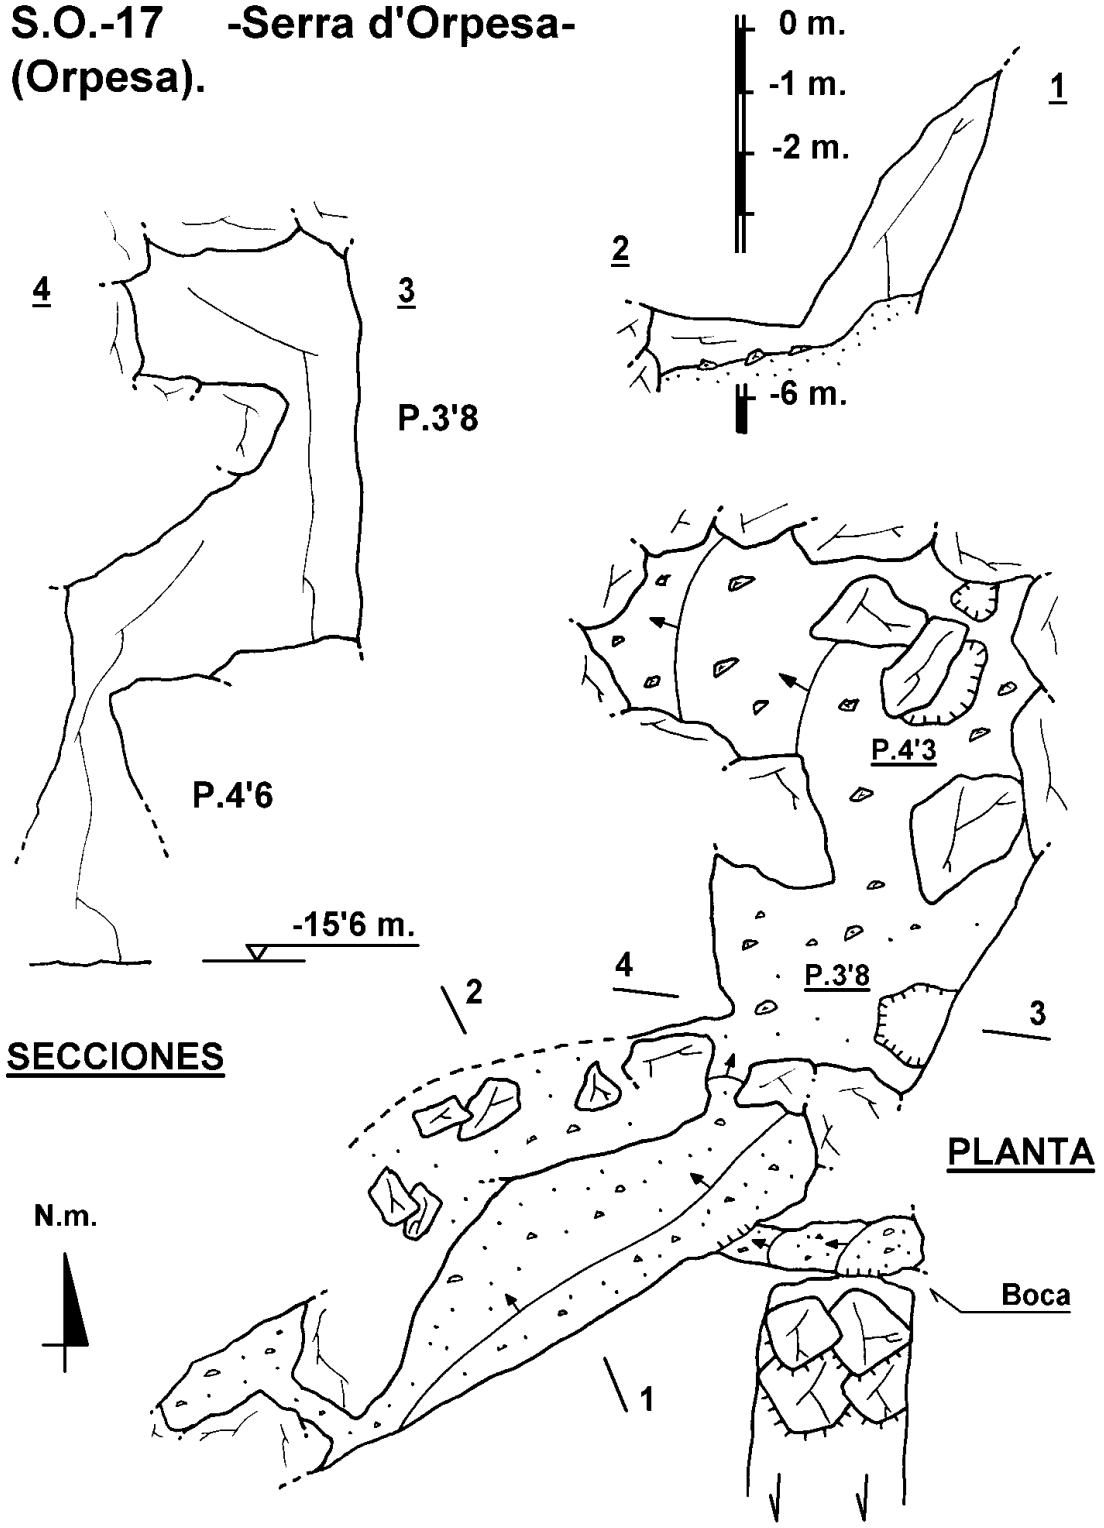 S.O.-17 -Serra d'Orpesa-
(Orpesa).
0 m.
-1 m.
-2 m.
-6 m.
1
2
4
3
P.3'8
P.4'6
-15'6 m.
SECCIONES
P.4'3
P.3'8
4
3
2
1
PLANTA
N.m.
Boca